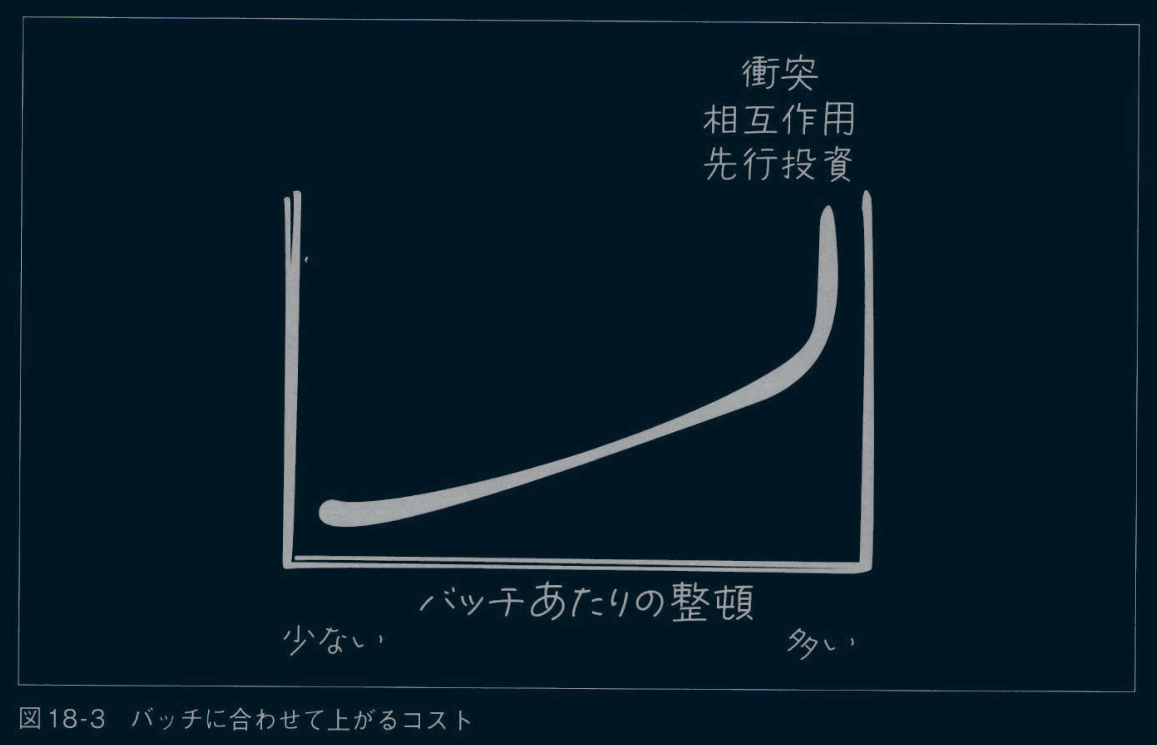 衝突
相互作用
先行投資
バッチあたりの整頓
少ない
多い
図18-3　バッチに合わせて上がるコスト